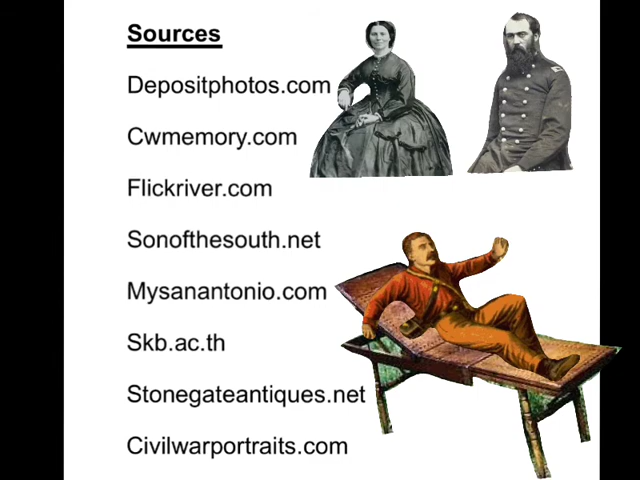 Sources
Depositphotos.com
Cwmemory.com
Flickriver.com
Sonofthesouth.net
Mysanantonio.com
Skb.ac.th
Stonegateantiques.net
Civilwarportraits.com